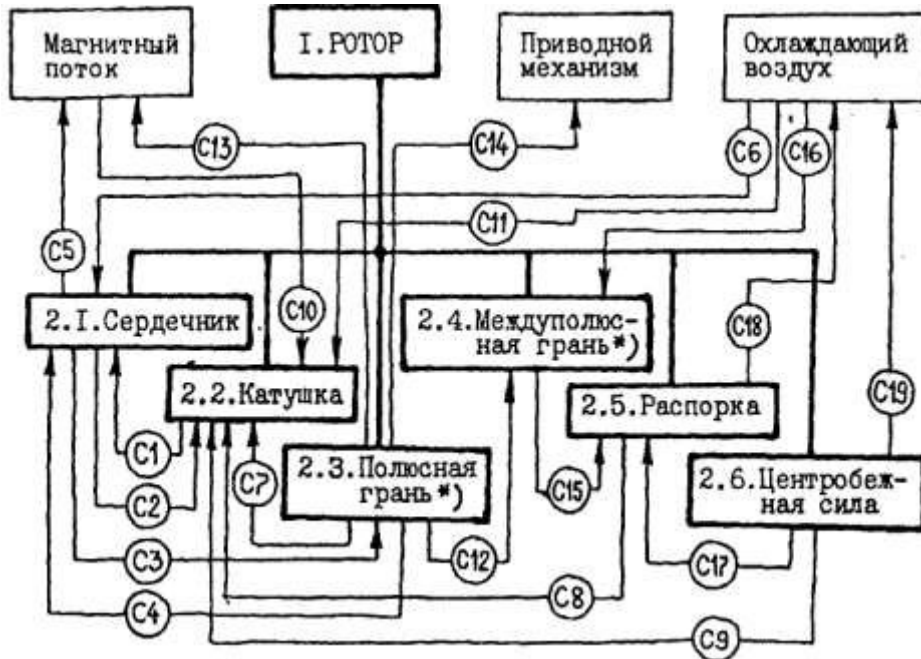 Магнитный
поток
I.РОТОР
Приводной
механизм
Охлаждающий
воздух
C13
C14
C6
C16
C11
C5
2.I.Сердечник
C10
2.4.Междуполюс-
ная грань*)
C18
2.2.Катушка
2.5.Распорка
C19
C1
C7
2.3.Полюсная
грань*)
C15
2.6.Центробеж-
ная сила
C2
C3
C12
C17
C4
C8
C9